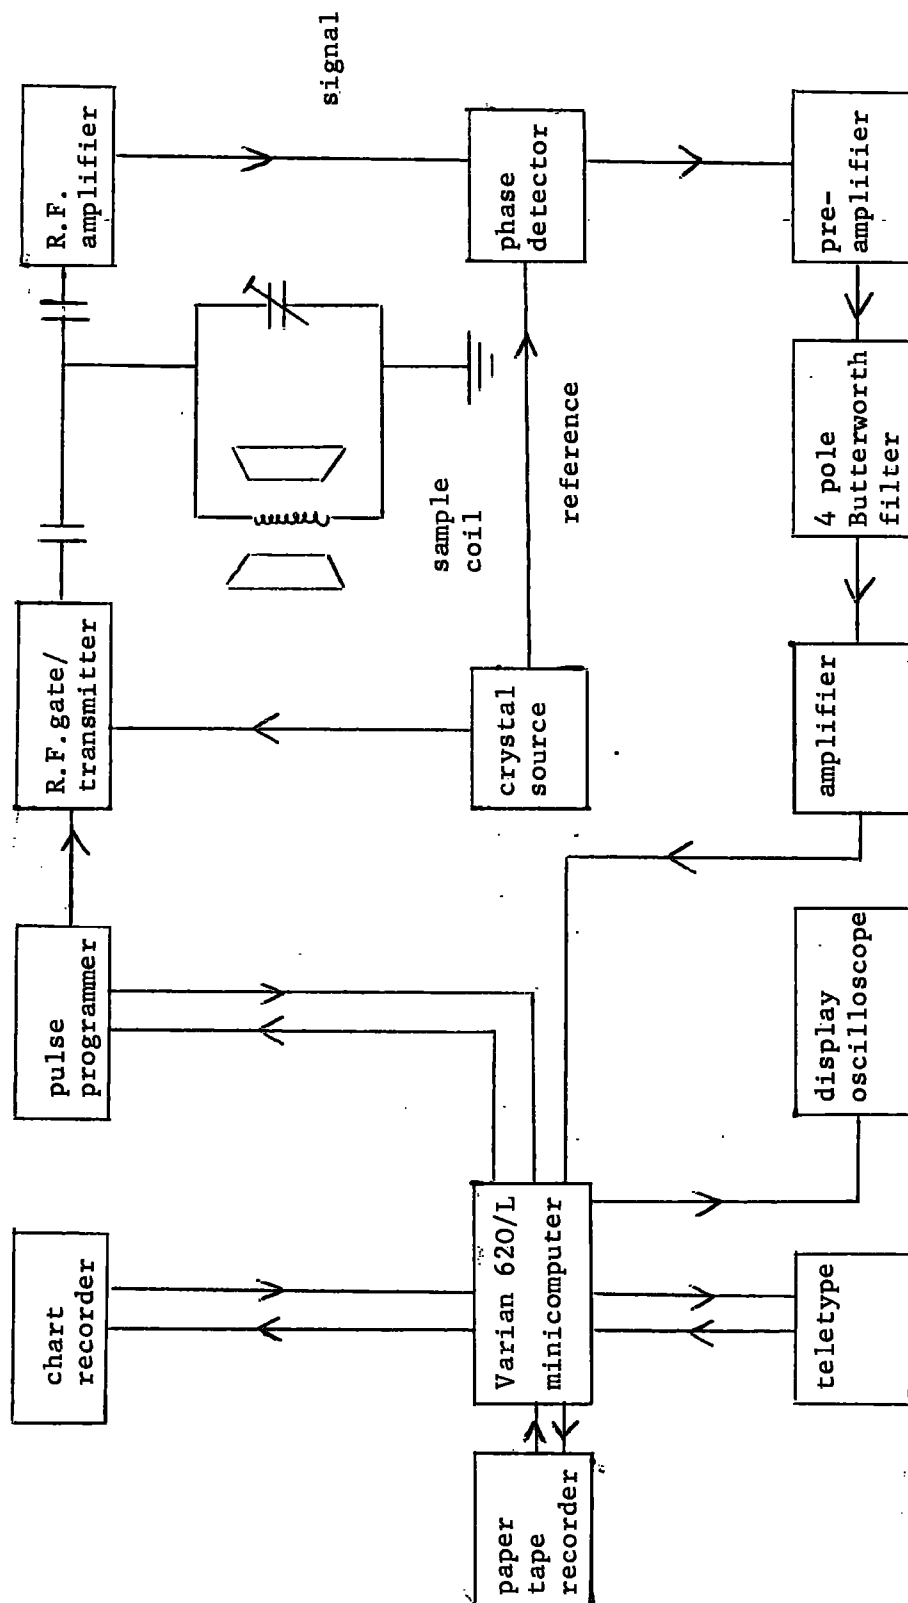 chart
recorder
pulse
programmer
R.F.gate/
transmitter
R.F.
amplifier
signal
sample
coil
paper
tape
recorder
Varian 620/L
minicomputer
crystal
source
reference
phase
detector
teletype
display
oscilloscope
amplifier
4 pole
Butterworth
filter
pre-
amplifier